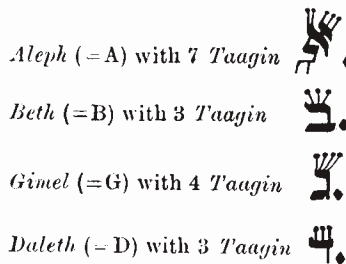 Aleph (=A) with 7 Taagin א
Beth (=B) with 3 Taagin ב.
Gimel (=G) with 4 Taagin ג.
Daleth (=D) with 3 Taagin ד.